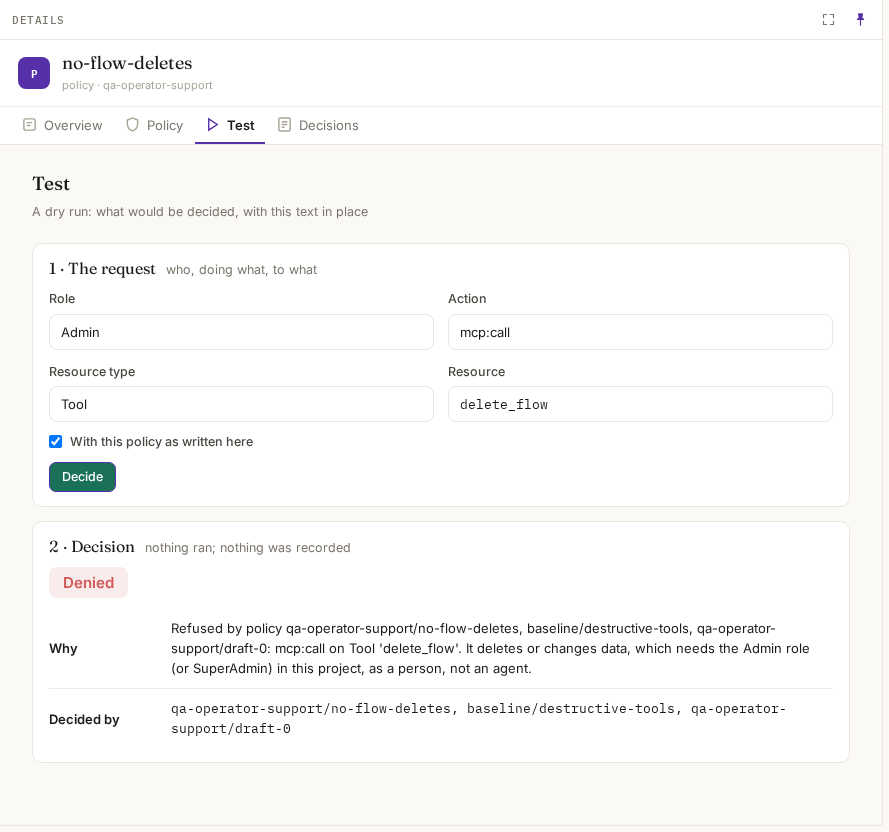 DETAILS
P
no-flow-deletes
policy · qa-operator-support
Overview
Policy
Test
Decisions
Test
A dry run: what would be decided, with this text in place
1 · The request who, doing what, to what
Role
Action
Admin
mcp:call
Resource type
Resource
Tool
delete_flow
With this policy as written here
Decide
2 · Decision nothing ran; nothing was recorded
Denied
Why
Refused by policy qa-operator-support/no-flow-deletes, baseline/destructive-tools, qa-operator-
support/draft-0: mcp:call on Tool 'delete_flow'. It deletes or changes data, which needs the Admin role
(or SuperAdmin) in this project, as a person, not an agent.
Decided by
qa-operator-support/no-flow-deletes, baseline/destructive-tools, qa-operator-
support/draft-0